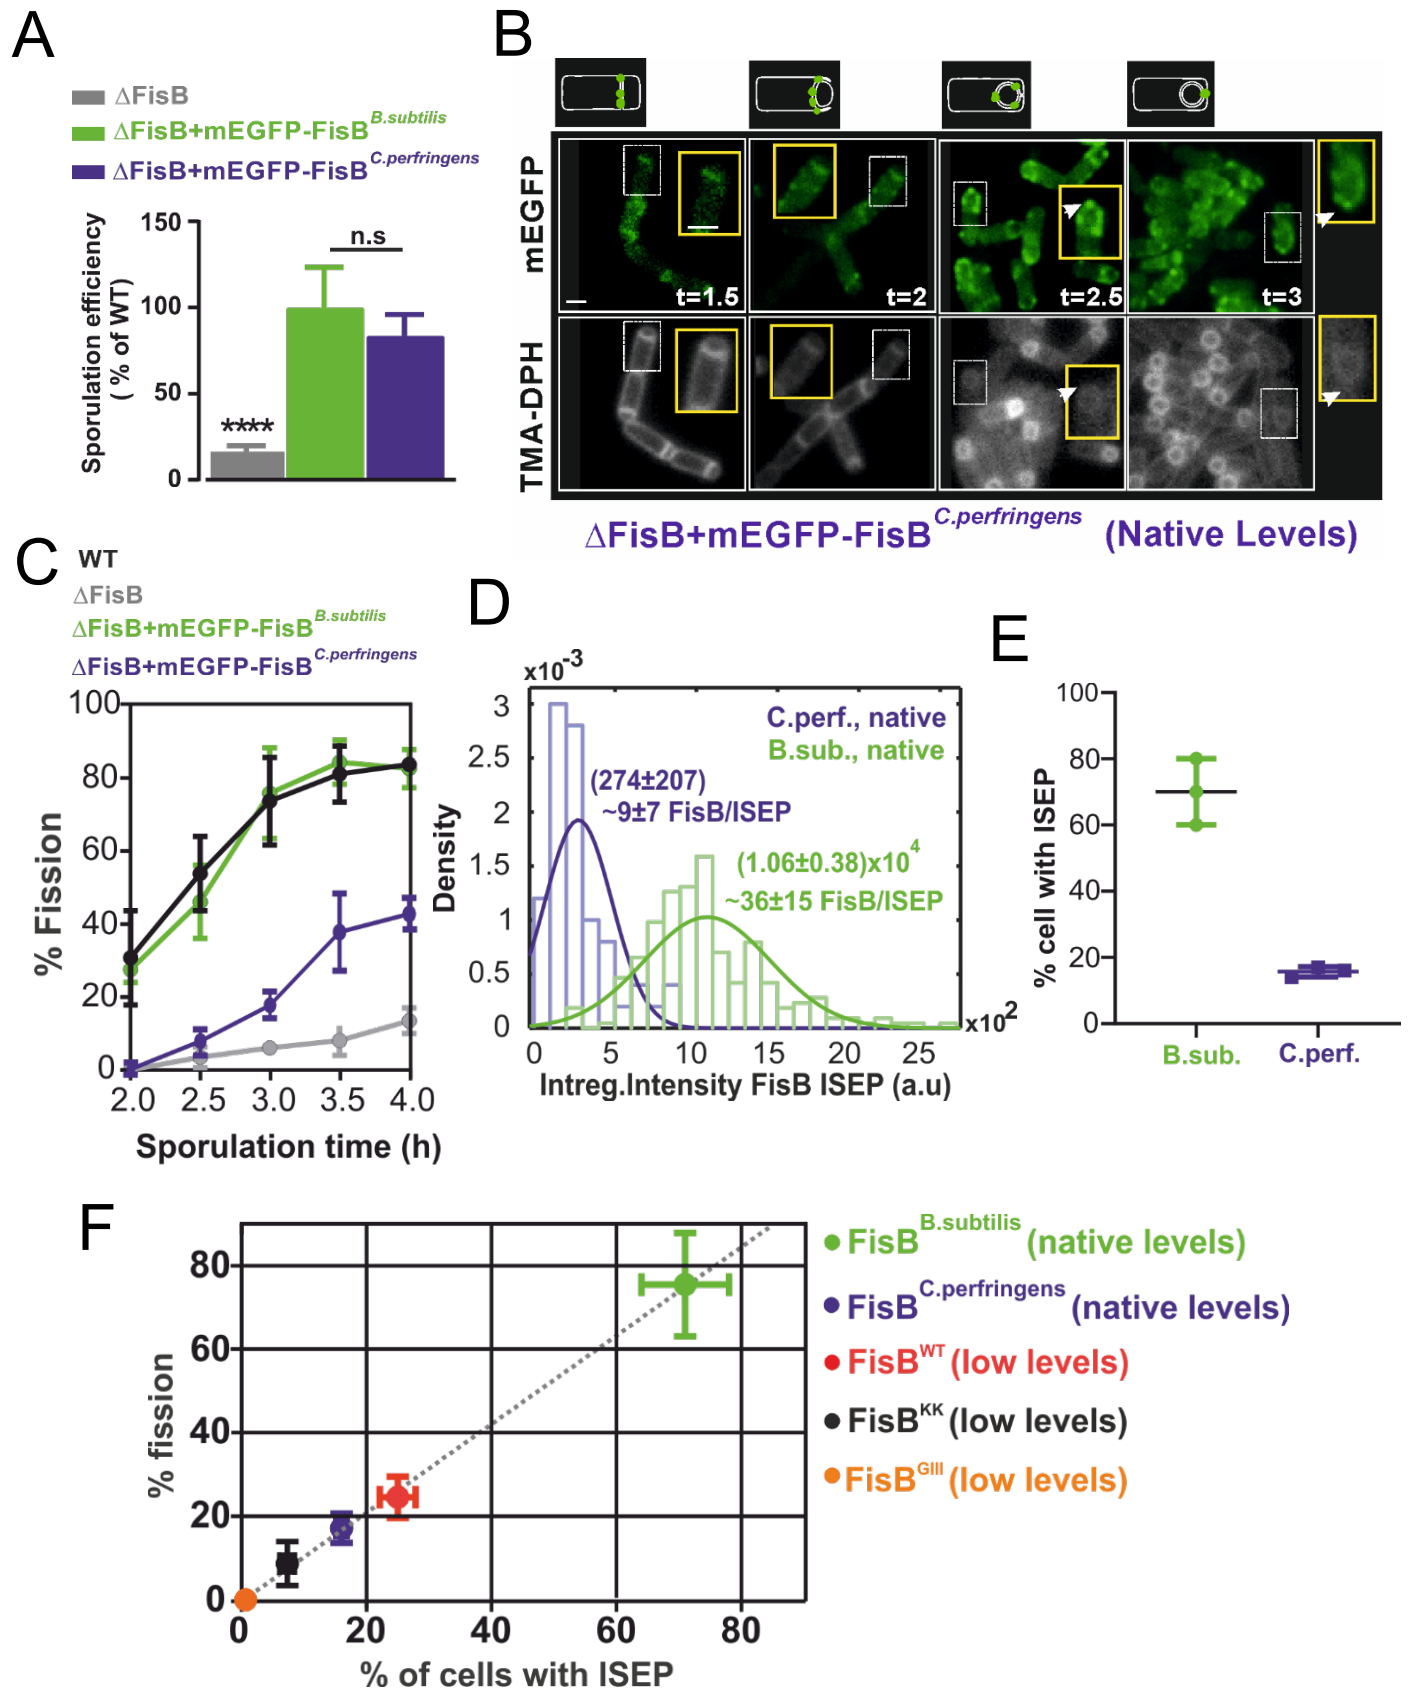 A
ΔFisB
ΔFisB+mEGFP-FisB^B.subtilis
ΔFisB+mEGFP-FisB^C.perfringens
Sporulation efficiency
( % of WT)
150
100
50
0
n.s
****
B
mEGFP
TMA-DPH
t=1.5
t=2
t=2.5
t=3
ΔFisB+mEGFP-FisB^C.perfringens (Native Levels)
C
WT
ΔFisB
ΔFisB+mEGFP-FisB^B.subtilis
ΔFisB+mEGFP-FisB^C.perfringens
% Fission
100
80
60
40
20
0
2.0 2.5 3.0 3.5 4.0
Sporulation time (h)
D
x10^-3
Density
3
2.5
2
1.5
1
0.5
0
C.perf., native
B.sub., native
(274±207)
~9±7 FisB/ISEP
(1.06±0.38)x10^4
~36±15 FisB/ISEP
x10^2
0 5 10 15 20 25
Intreg.Intensity FisB ISEP (a.u)
E
% cell with ISEP
100
80
60
40
20
0
B.sub. C.perf.
F
% fission
80
60
40
20
0
0 20 40 60 80
% of cells with ISEP
FisB^B.subtilis (native levels)
FisB^C.perfringens (native levels)
FisB^WT (low levels)
FisB^KK (low levels)
FisB^GIII (low levels)